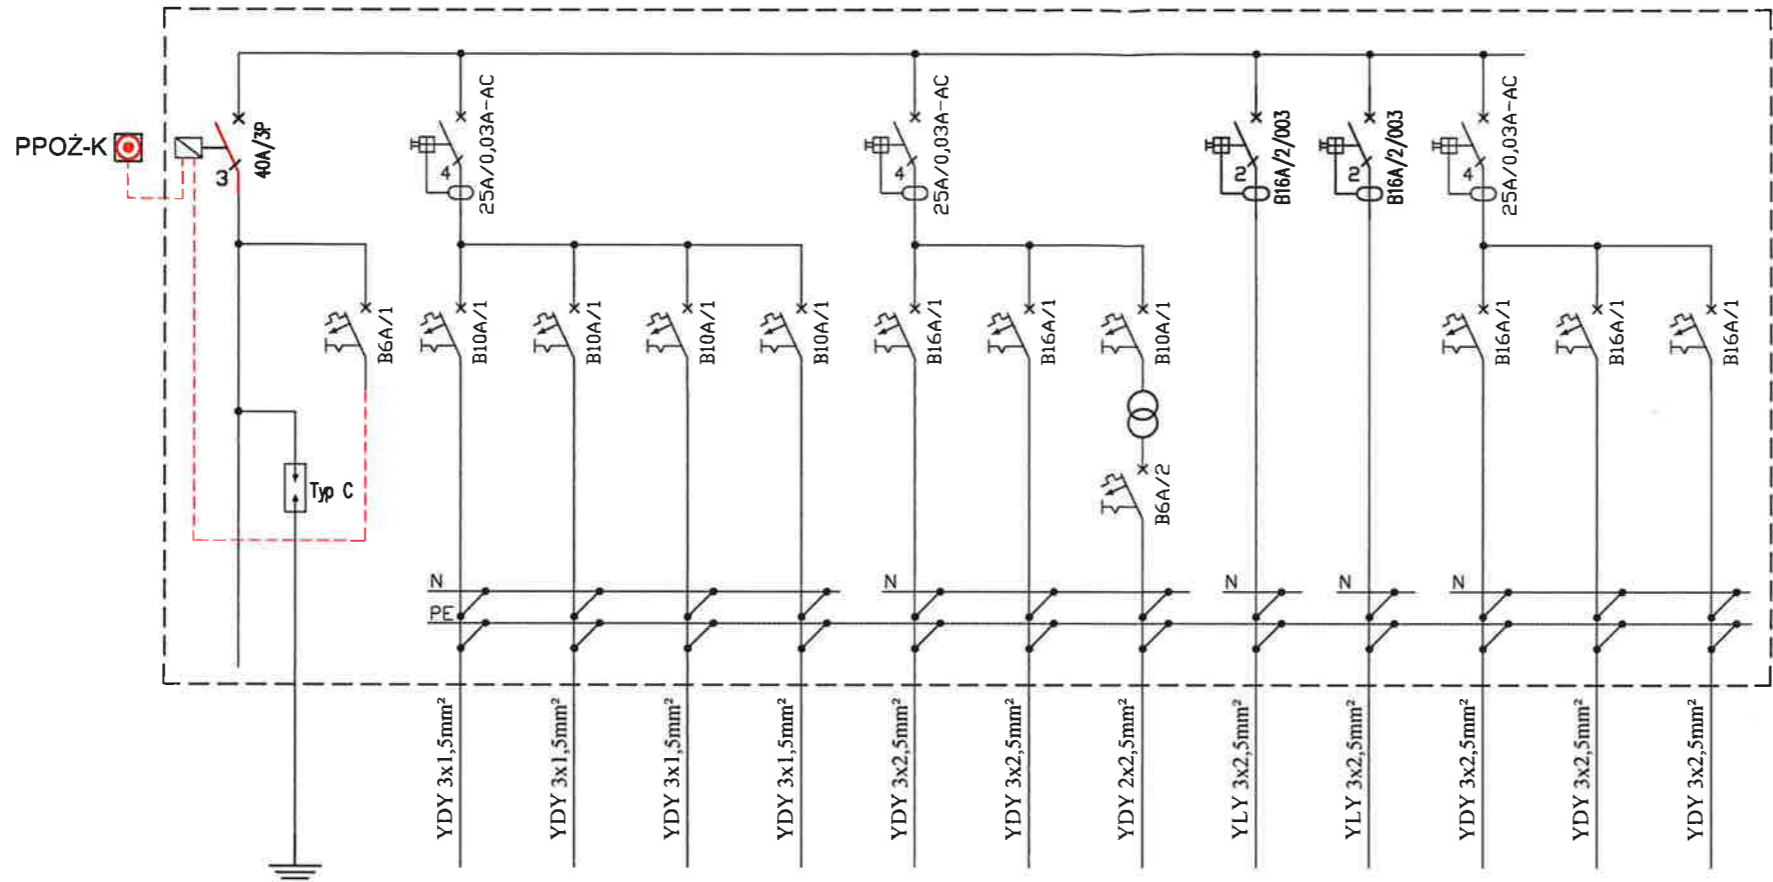 PPOŻ-K
3
40A/3P
4
25A/0,03A-AC
4
25A/0,03A-AC
2
B16A/2/003
2
B16A/2/003
4
25A/0,03A-AC
B6A/1
B10A/1
B10A/1
B10A/1
B10A/1
B16A/1
B16A/1
B10A/1
B16A/1
B16A/1
B16A/1
Typ C
B6A/2
N
N
N
N
N
PE
YDY 3x1,5mm²
YDY 3x1,5mm²
YDY 3x1,5mm²
YDY 3x1,5mm²
YDY 3x2,5mm²
YDY 3x2,5mm²
YDY 2x2,5mm²
YLY 3x2,5mm²
YLY 3x2,5mm²
YDY 3x2,5mm²
YDY 3x2,5mm²
YDY 3x2,5mm²